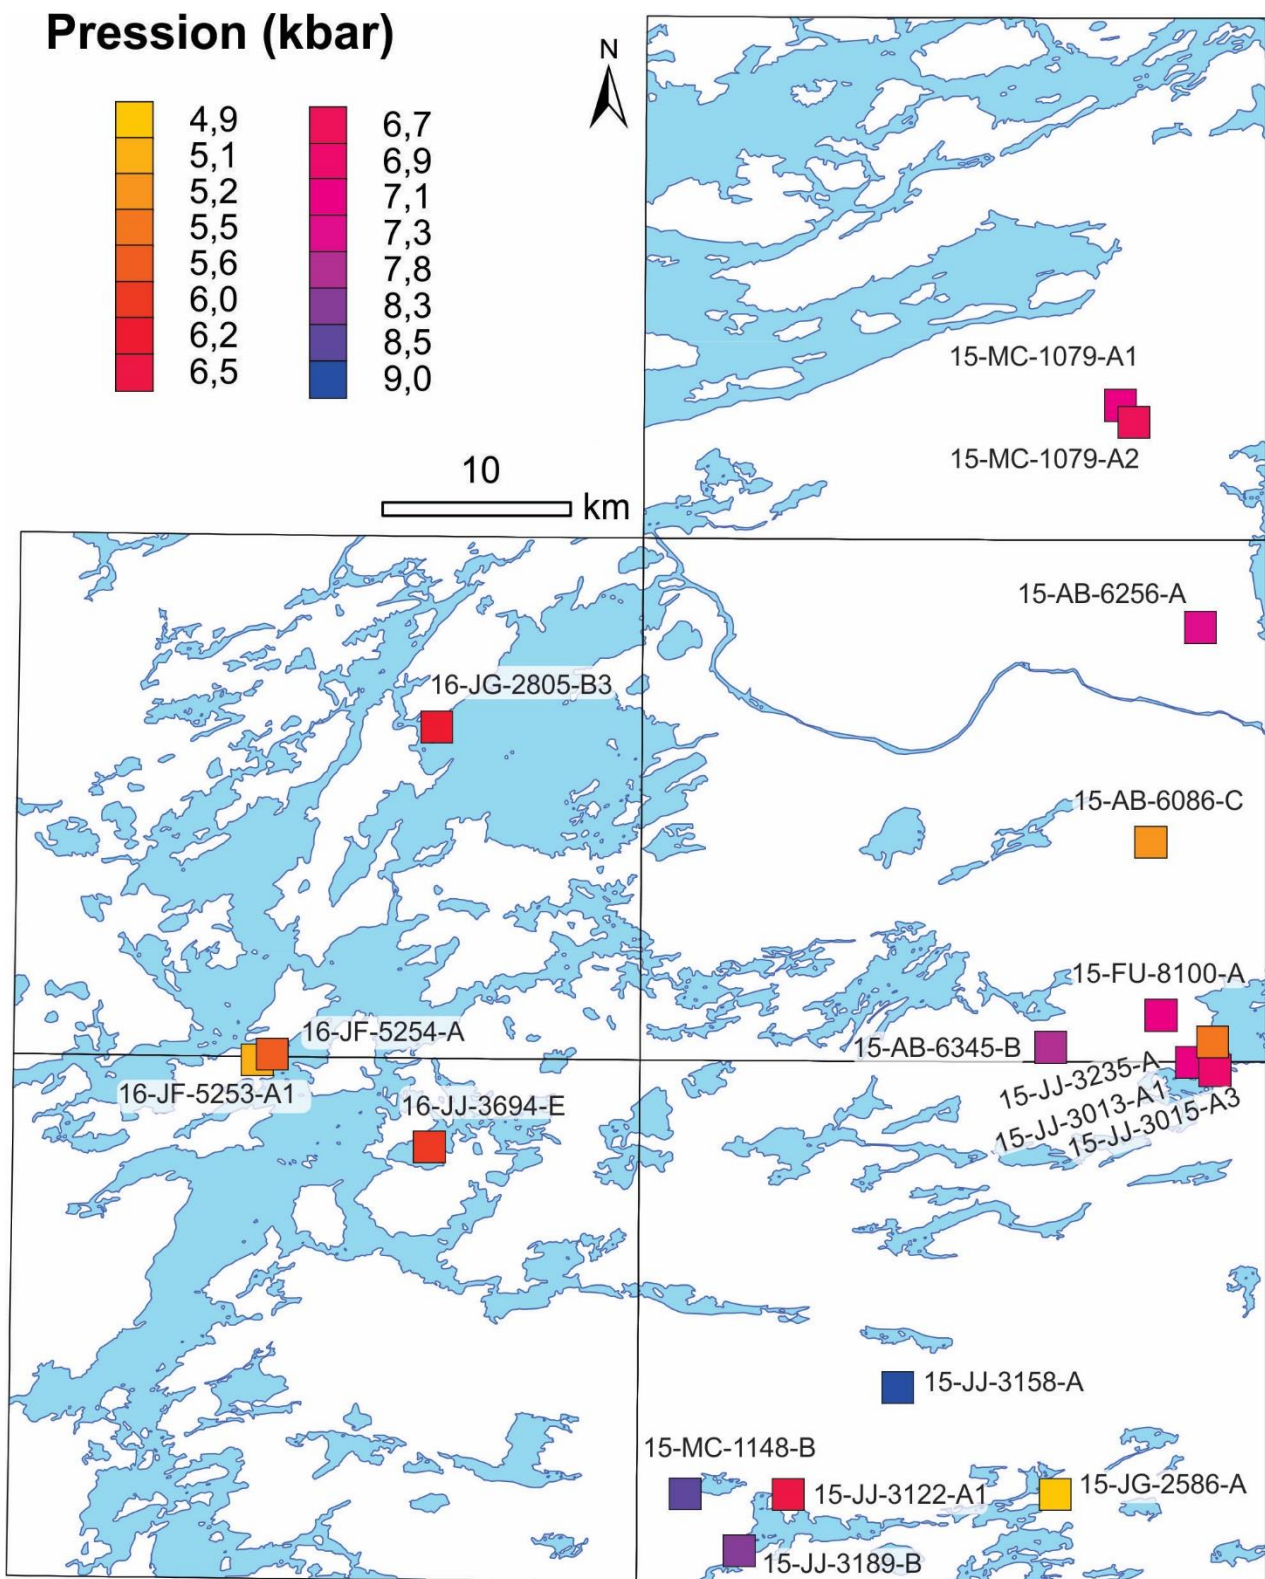 Pression (kbar)
N
4,9
5,1
5,2
5,5
5,6
6,0
6,2
6,5
6,7
6,9
7,1
7,3
7,8
8,3
8,5
9,0
10
km
15-MC-1079-A1
15-MC-1079-A2
15-AB-6256-A
16-JG-2805-B3
15-AB-6086-C
15-FU-8100-A
16-JF-5254-A
15-AB-6345-B
16-JF-5253-A1
16-JJ-3694-E
15-JJ-3235-A
15-JJ-3013-A1
15-JJ-3015-A3
15-JJ-3158-A
15-MC-1148-B
15-JJ-3122-A1
15-JG-2586-A
15-JJ-3189-B